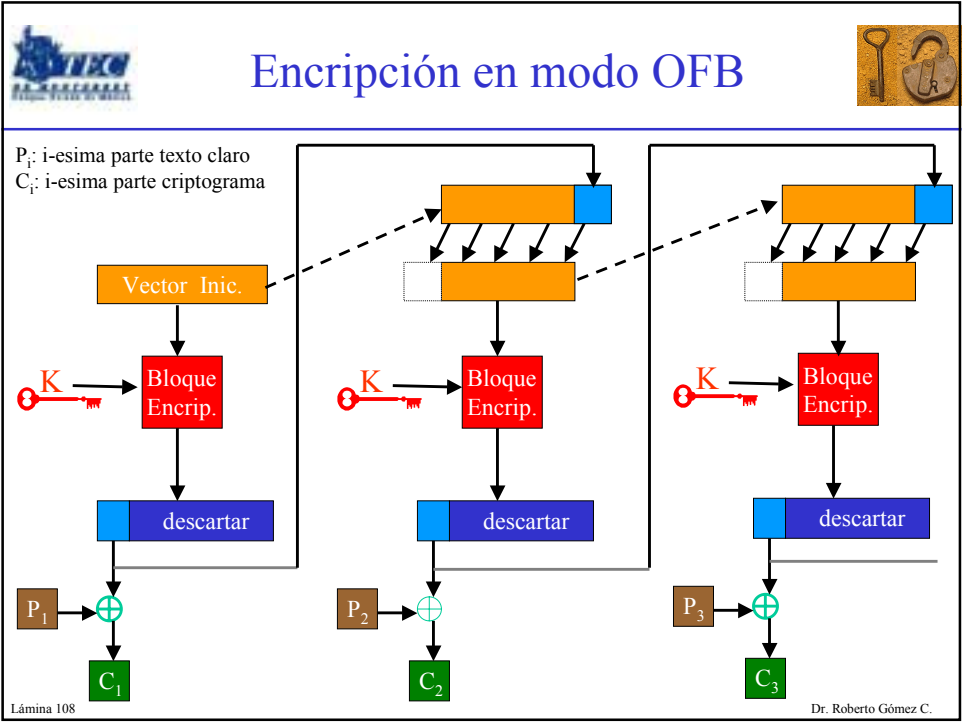 TEC
Encripción en modo OFB
Pi: i-esima parte texto claro
Ci: i-esima parte criptograma
Vector Inic.
K
Bloque
Encrip.
K
Bloque
Encrip.
K
Bloque
Encrip.
descartar
descartar
descartar
P1
P2
P3
C1
C2
C3
Lámina 108
Dr. Roberto Gómez C.